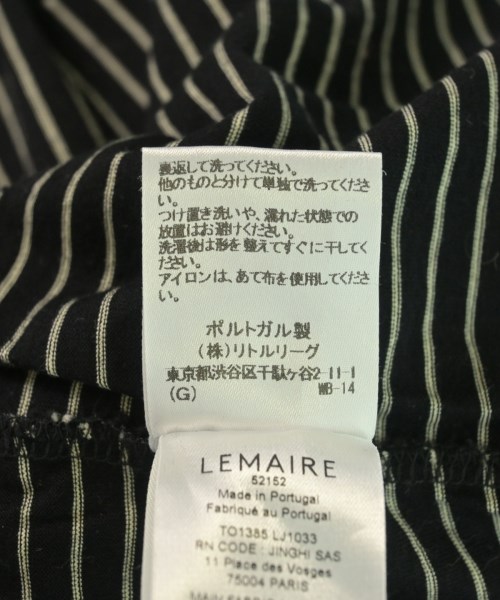 裏返して洗ってください。
他のものと分けて単独で洗ってくださ
い。
つけ置き洗いや、濡れた状態での
放置はお避けください。
洗濯後は形を整えてすぐに干してく
ださい。
アイロンは、あて布を使用してくださ
い。
ポルトガル製
(株)リトルリーグ
東京都渋谷区千駄ヶ谷2-11-1
(G) WB-14
LEMAIRE
52152
Made in Portugal
Fabriqué au Portugal
TO1385 LJ1033
RN CODE : JINGHI SAS
11 Place des Vosges
75004 PARIS
MAIN FABRIC